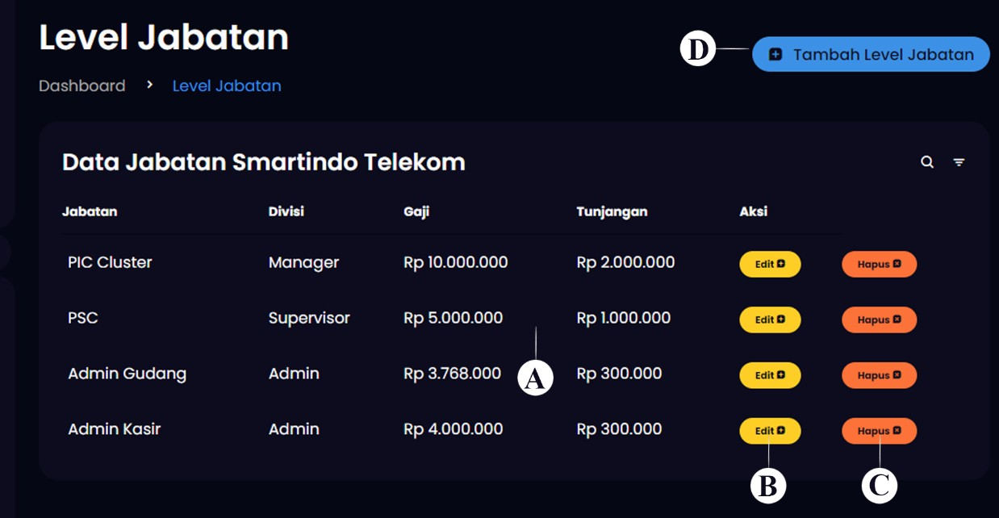 Level Jabatan
D
Tambah Level Jabatan
Dashboard > Level Jabatan
Data Jabatan Smartindo Telekom
Jabatan Divisi Gaji Tunjangan Aksi
PIC Cluster Manager Rp 10.000.000 Rp 2.000.000 Edit Hapus
PSC Supervisor Rp 5.000.000 Rp 1.000.000 Edit Hapus
Admin Gudang Admin Rp 3.768.000 Rp 300.000 Edit Hapus
A
Admin Kasir Admin Rp 4.000.000 Rp 300.000 Edit Hapus
B C